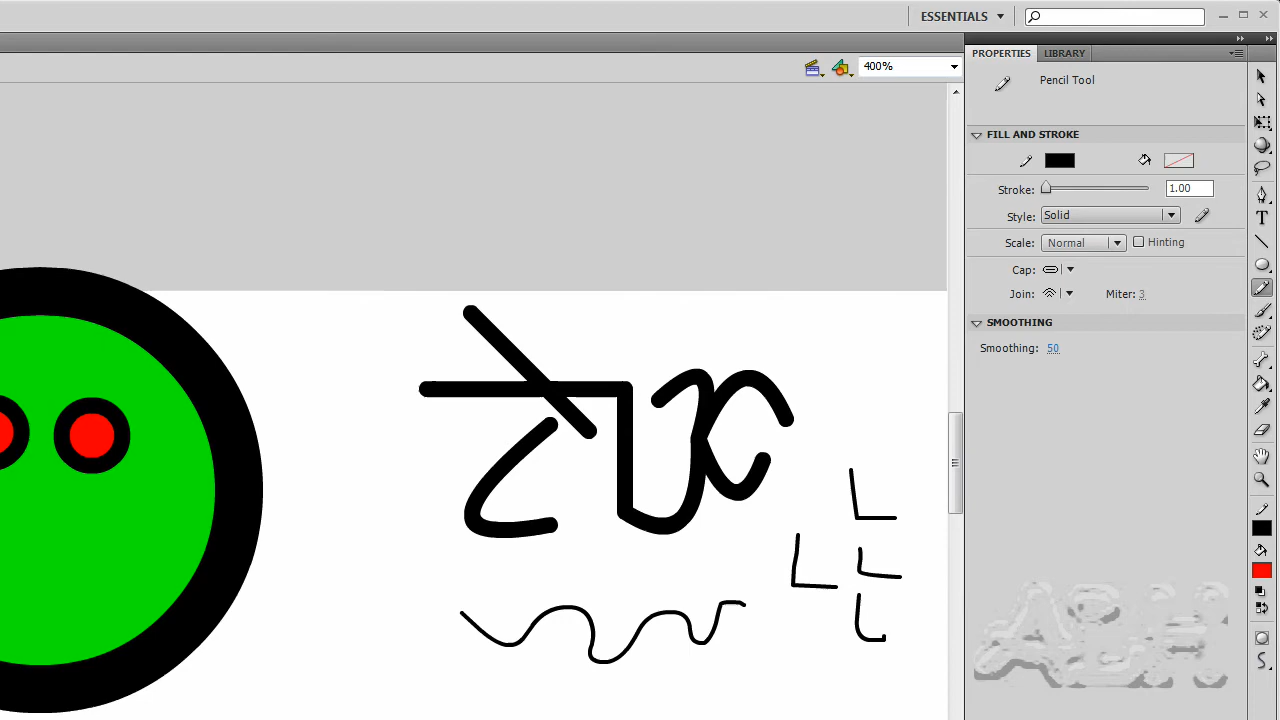 ESSENTIALS
400%
PROPERTIES LIBRARY
Pencil Tool
FILL AND STROKE
Stroke: 1.00
Style: Solid
Scale: Normal Hinting
Cap:
Join: Miter: 3
SMOOTHING
Smoothing: 50